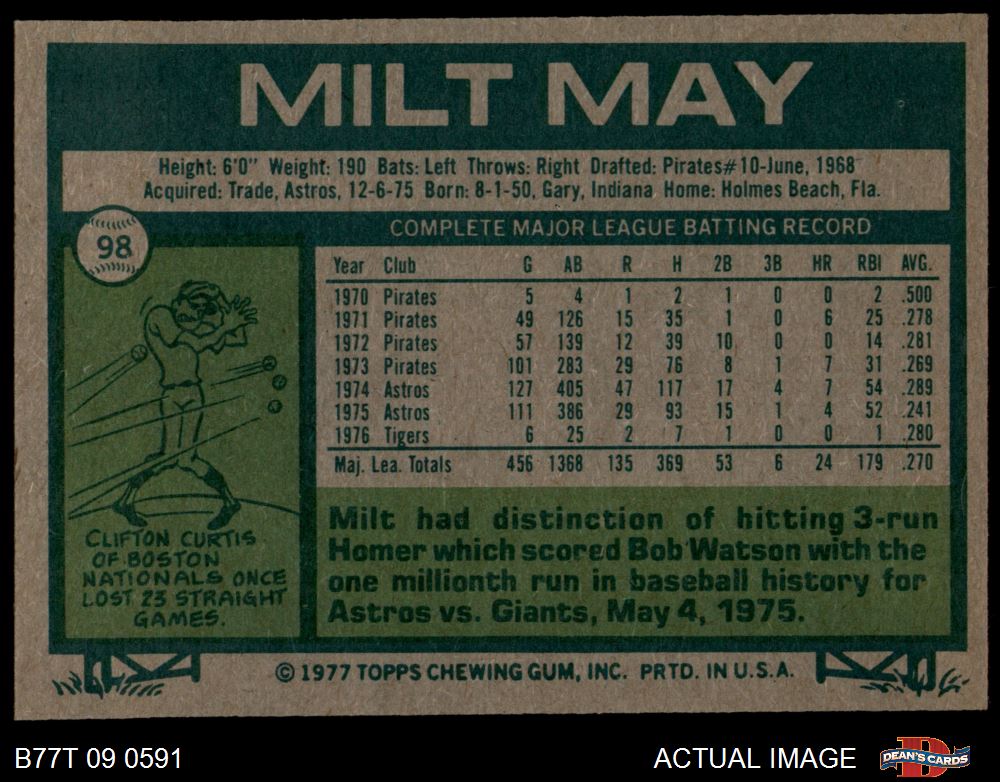 MILT MAY
Height: 6'0" Weight: 190 Bats: Left Throws: Right Drafted: Pirates#10-June, 1968
Acquired: Trade, Astros, 12-6-75 Born: 8-1-50, Gary, Indiana Home: Holmes Beach, Fla.
98
COMPLETE MAJOR LEAGUE BATTING RECORD
Year Club G AB R H 2B 3B HR RBI AVG.
1970 Pirates 5 4 1 2 1 0 0 2 .500
1971 Pirates 49 126 15 35 1 0 6 25 .278
1972 Pirates 57 139 12 39 10 0 0 14 .281
1973 Pirates 101 283 29 76 8 1 7 31 .269
1974 Astros 127 405 47 117 17 4 7 54 .289
1975 Astros 111 386 29 93 15 1 4 52 .241
1976 Tigers 6 25 2 7 1 0 0 1 .280
Maj. Lea. Totals 456 1368 135 369 53 6 24 179 .270
CLIFTON CURTIS
OF BOSTON
NATIONALS ONCE
LOST 23 STRAIGHT
GAMES.
Milt had distinction of hitting 3-run
Homer which scored Bob Watson with the
one millionth run in baseball history for
Astros vs. Giants, May 4, 1975.
© 1977 TOPPS CHEWING GUM, INC. PRTD. IN U.S.A.
B77T 09 0591
ACTUAL IMAGE
D
DEAN'S CARDS